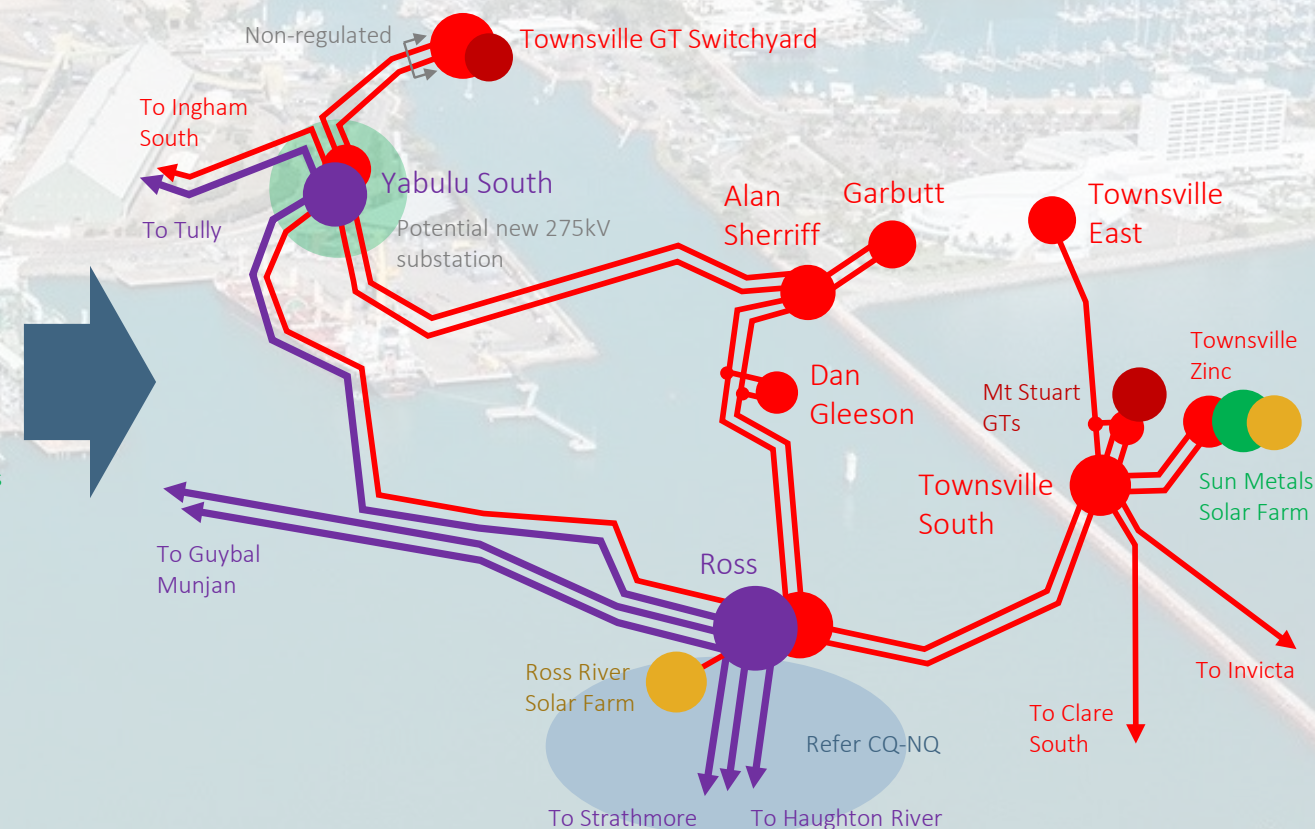 Non-regulated
Townsville GT Switchyard
To Ingham
South
Yabulu South
To Tully
Potential new 275kV
substation
Alan
Sherriff
Garbutt
Townsville
East
Dan
Gleeson
Mt Stuart
GTs
Townsville
Zinc
Sun Metals
Solar Farm
Townsville
South
To Guybal
Munjan
Ross
Ross River
Solar Farm
To Invicta
To Clare
South
Refer CQ-NQ
To Strathmore
To Haughton River